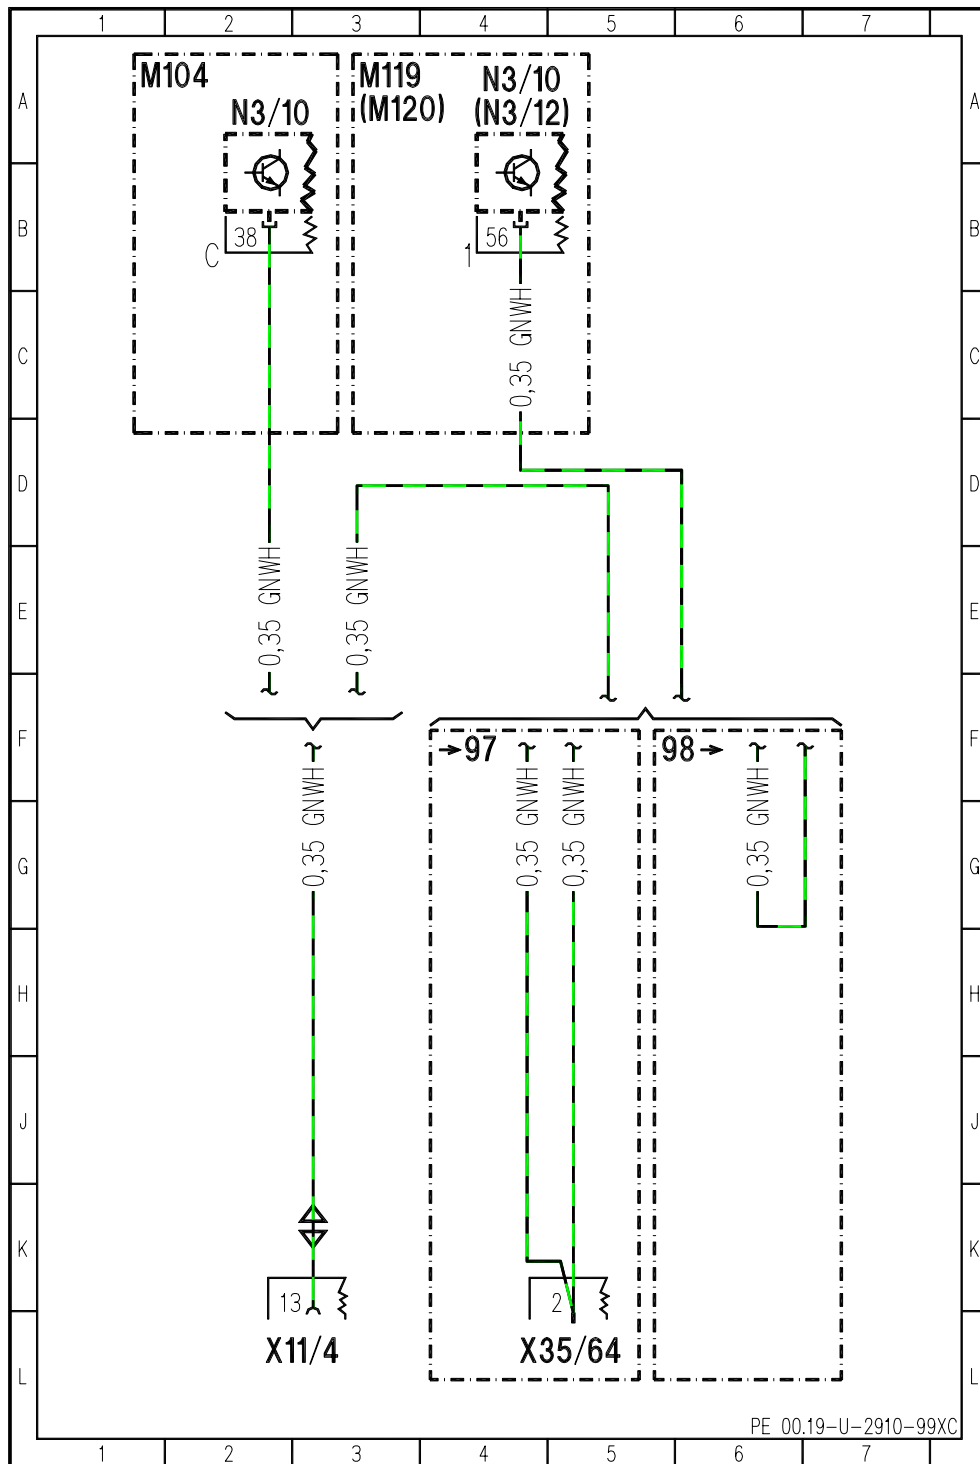 1 2 3 4 5 6 7
M104
M119
(M120)
N3/10
N3/10
(N3/12)
A A
B B
38
C
56
1
C C
0,35 GNWH
D D
E E
0,35 GNWH
0,35 GNWH
F F
→97
98→
0,35 GNWH
0,35 GNWH
0,35 GNWH
0,35 GNWH
G G
H H
J J
K K
13
2
X11/4
X35/64
L L
PE 00.19-U-2910-99XC
1 2 3 4 5 6 7